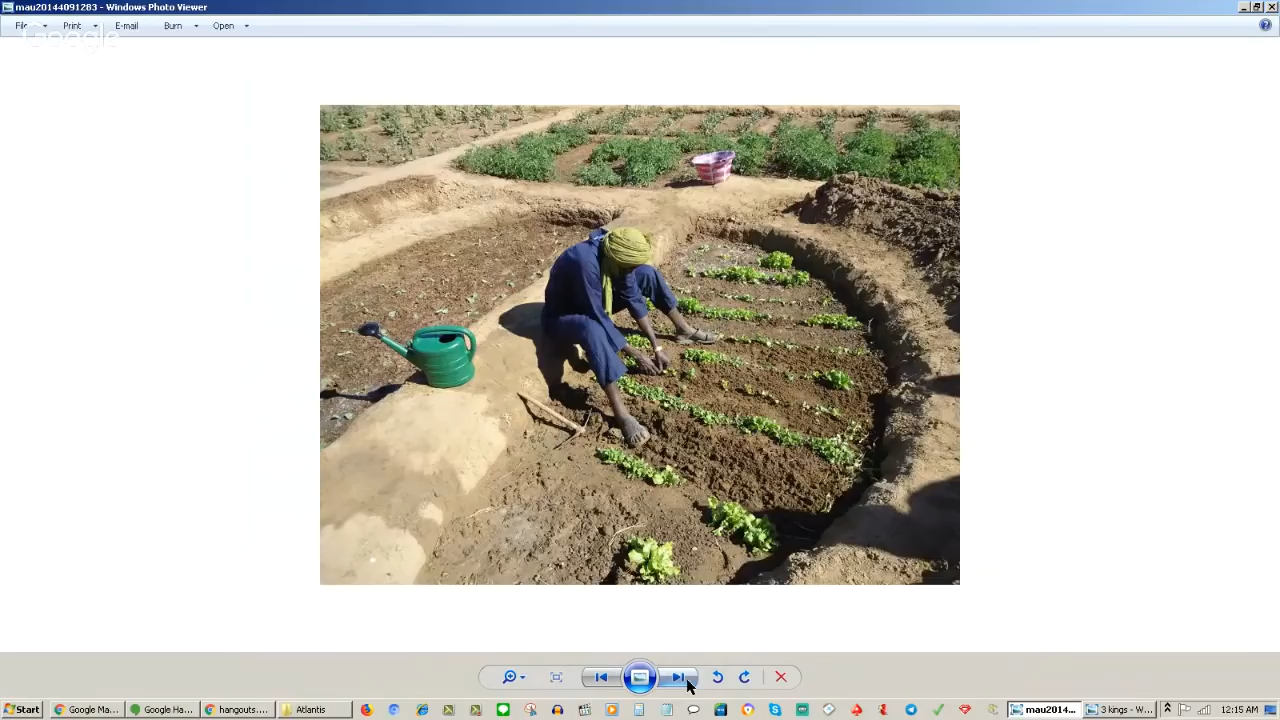 mau20144091283 - Windows Photo Viewer
File Print E-mail Burn Open
Google
Start Google Ma... Google Ha... hangouts.... Atlantis mau2014... 3 kings - W... 12:15 AM